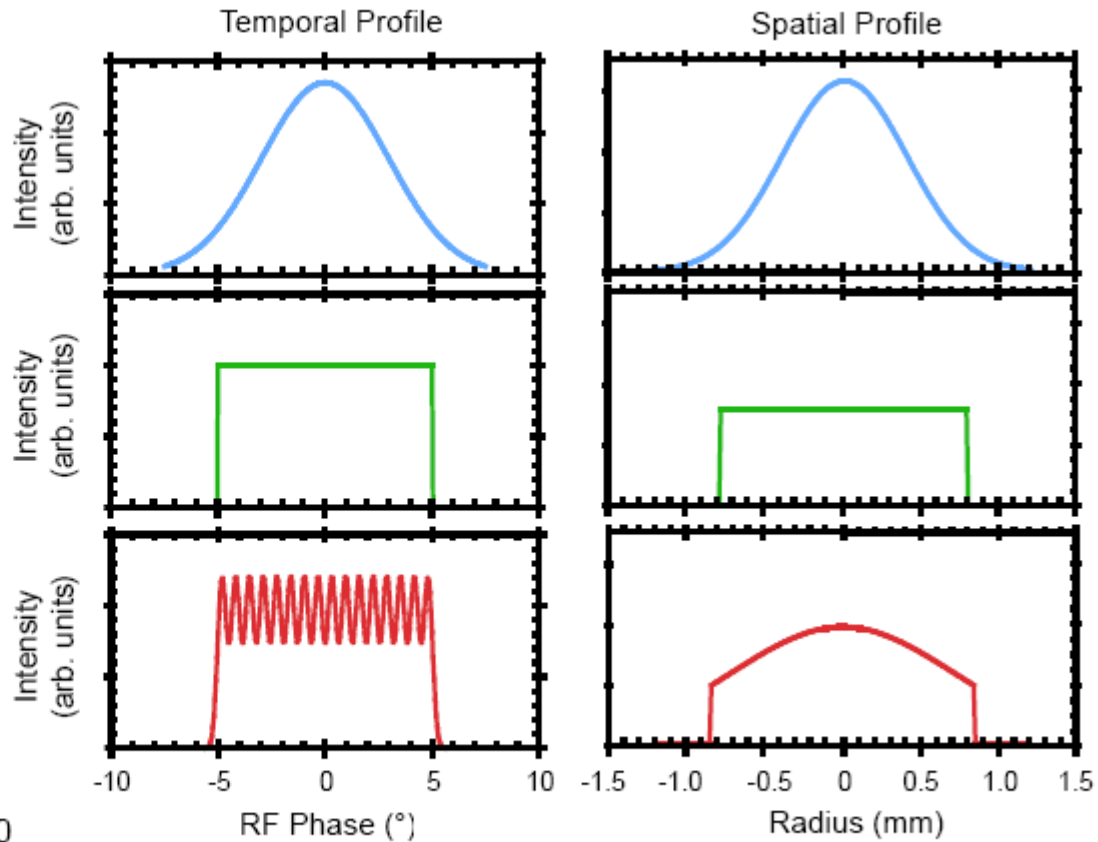 Temporal Profile
Spatial Profile
Intensity
(arb. units)
Intensity
(arb. units)
Intensity
(arb. units)
-10 -5 0 5 10
-1.5 -1.0 -0.5 0 0.5 1.0 1.5
RF Phase (°)
Radius (mm)
0